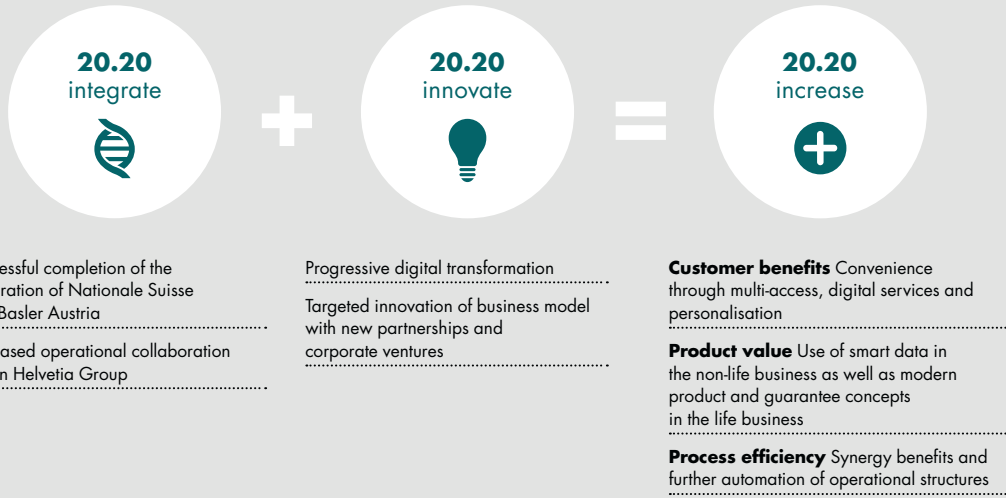 20.20
integrate
20.20
innovate
20.20
increase
completion of the
of Nationale Suisse
Basler Austria
operational collaboration
Helvetia Group
Progressive digital transformation
Targeted innovation of business model
with new partnerships and
corporate ventures
Customer benefits Convenience
through multi-access, digital services and
personalisation
Product value Use of smart data in
the non-life business as well as modern
product and guarantee concepts
in the life business
Process efficiency Synergy benefits and
further automation of operational structures